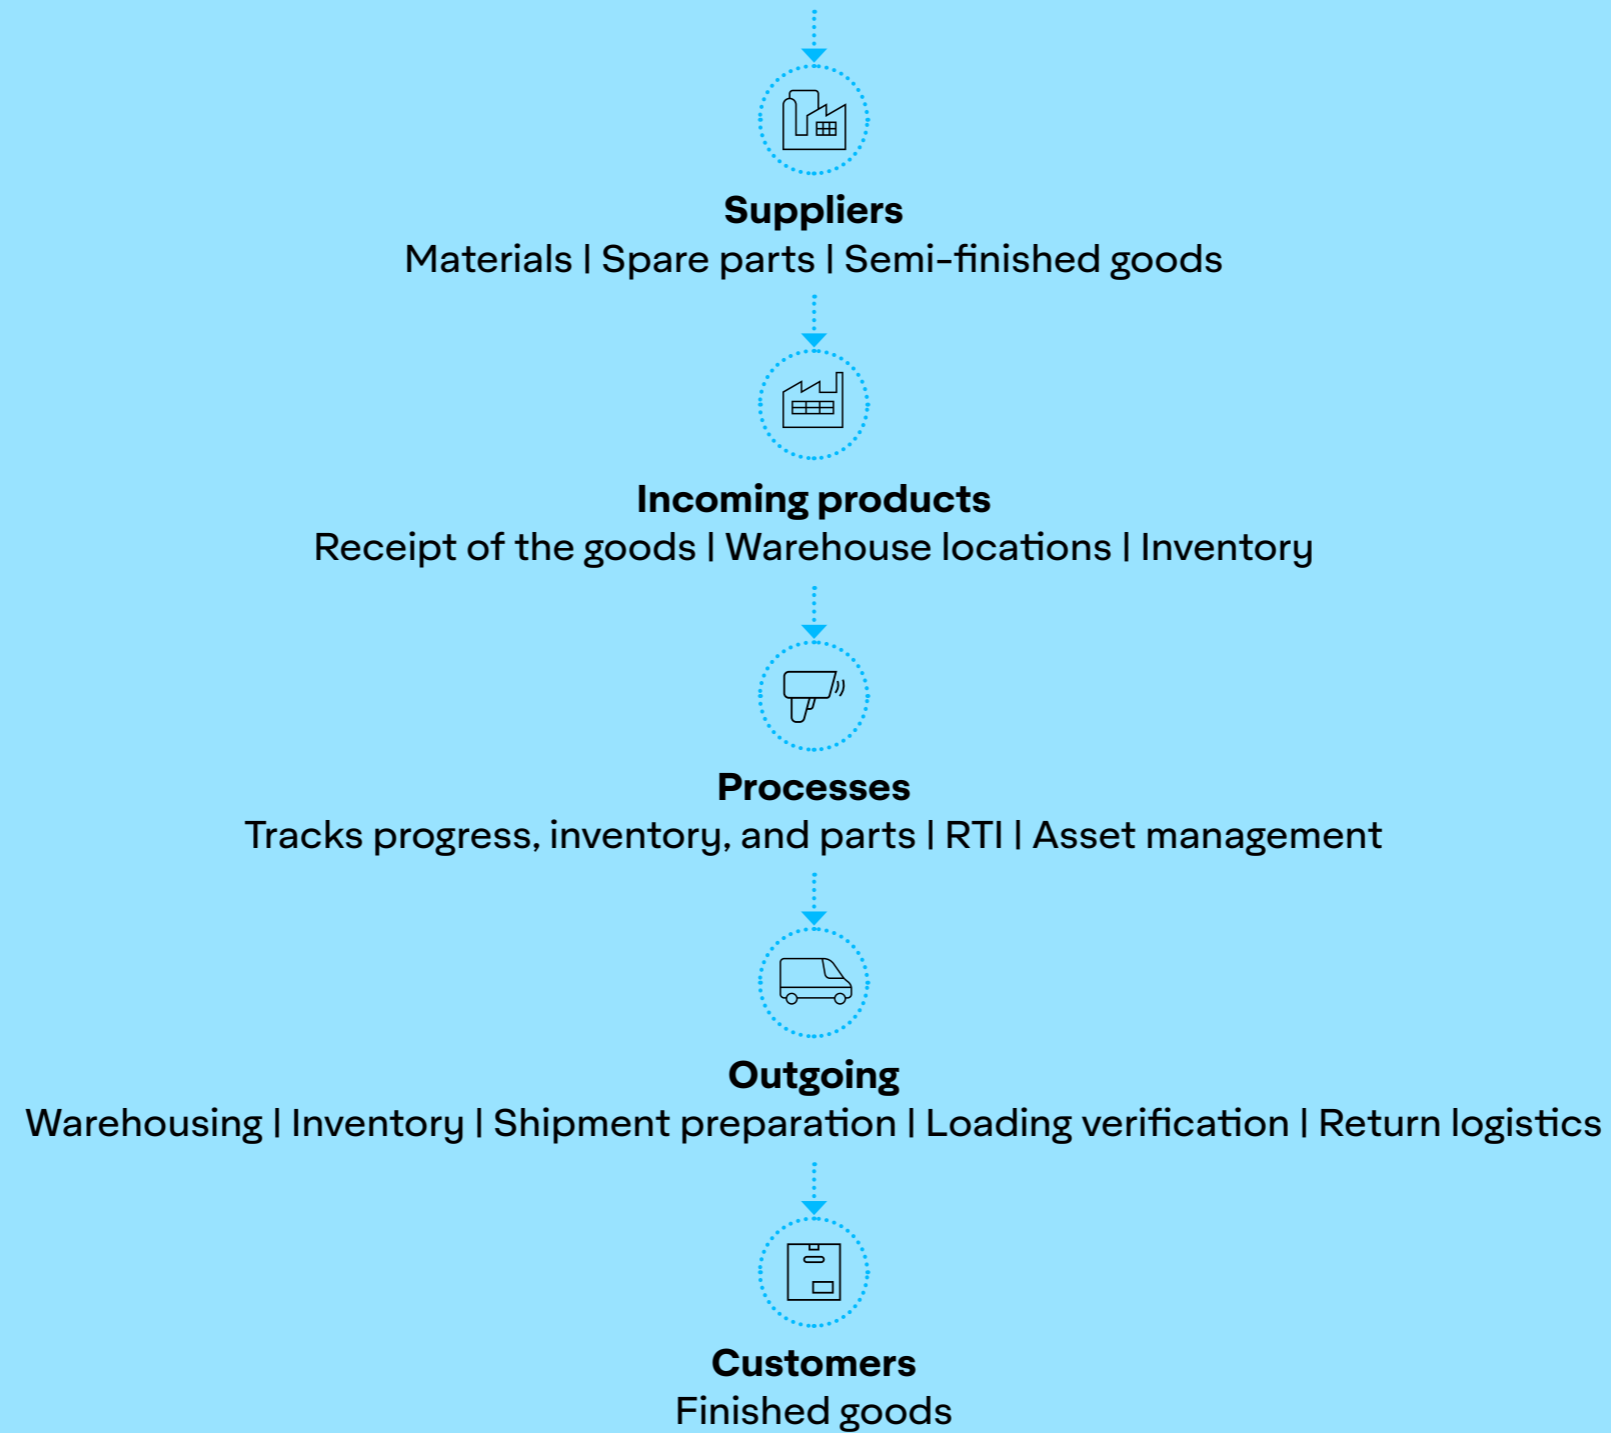 Suppliers
Materials | Spare parts | Semi-finished goods
Incoming products
Receipt of the goods | Warehouse locations | Inventory
Processes
Tracks progress, inventory, and parts | RTI | Asset management
Outgoing
Warehousing | Inventory | Shipment preparation | Loading verification | Return logistics
Customers
Finished goods